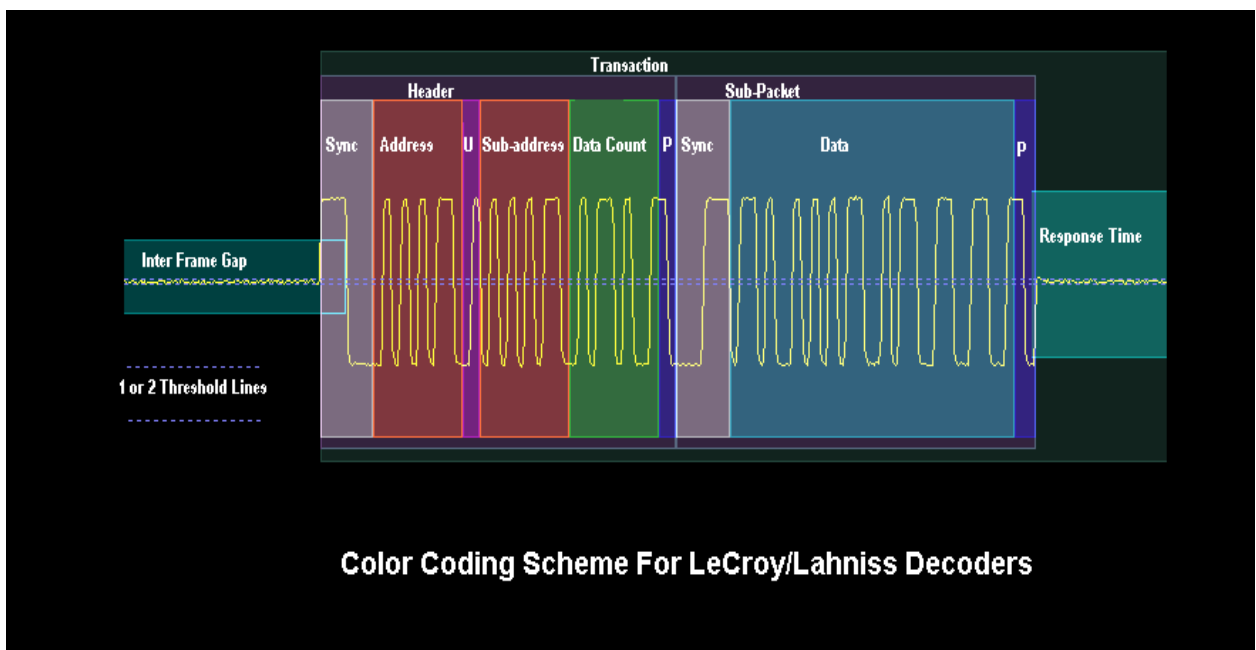 Transaction
Header
Sub-Packet
Sync
Address
U
Sub-address
Data Count
P
Sync
Data
P
Inter Frame Gap
Response Time
1 or 2 Threshold Lines
Color Coding Scheme For LeCroy/Lahniss Decoders